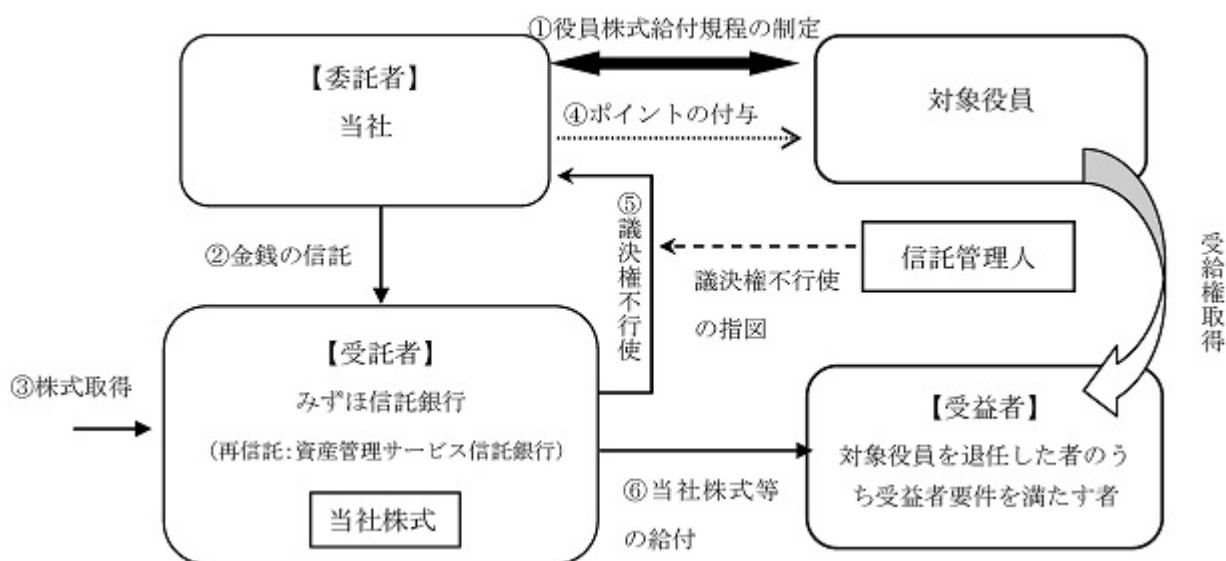 ①役員株式給付規程の制定
【委託者】
当社
対象役員
④ポイントの付与
②金銭の信託
⑤議決権不行使
議決権不行使
の指図
信託管理人
受給権取得
③株式取得
【受託者】
みずほ信託銀行
（再信託：資産管理サービス信託銀行）
当社株式
⑥当社株式等
の給付
【受益者】
対象役員を退任した者のう
ち受益者要件を満たす者